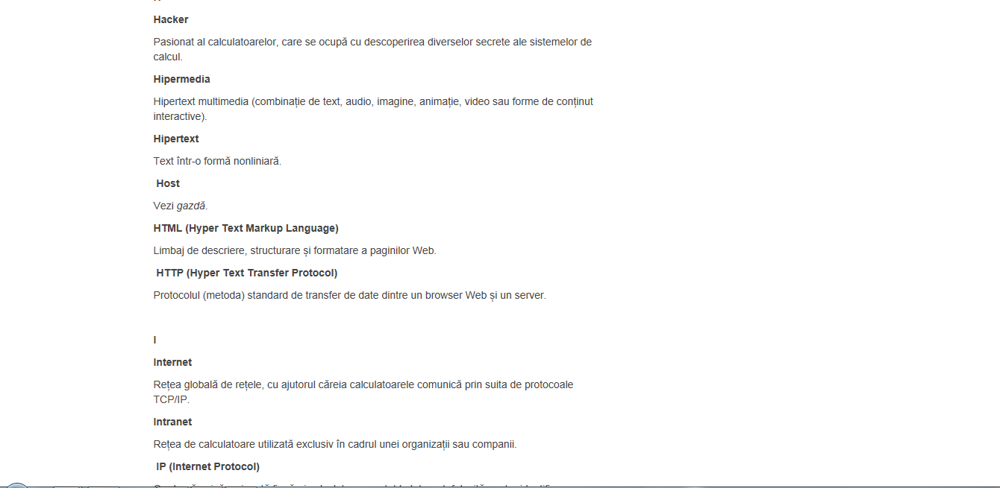 Hacker
Pasionat al calculatoarelor, care se ocupă cu descoperirea diverselor secrete ale sistemelor de
calcul.
Hipermedia
Hipertext multimedia (combinație de text, audio, imagine, animație, video sau forme de conținut
interactive).
Hipertext
Text într-o formă nonliniară.
Host
Vezi gazdă.
HTML (Hyper Text Markup Language)
Limbaj de descriere, structurare și formatare a paginilor Web.
HTTP (Hyper Text Transfer Protocol)
Protocolul (metoda) standard de transfer de date dintre un browser Web și un server.
I
Internet
Rețea globală de rețele, cu ajutorul căreia calculatoarele comunică prin suita de protocoale
TCP/IP.
Intranet
Rețea de calculatoare utilizată exclusiv în cadrul unei organizații sau companii.
IP (Internet Protocol)